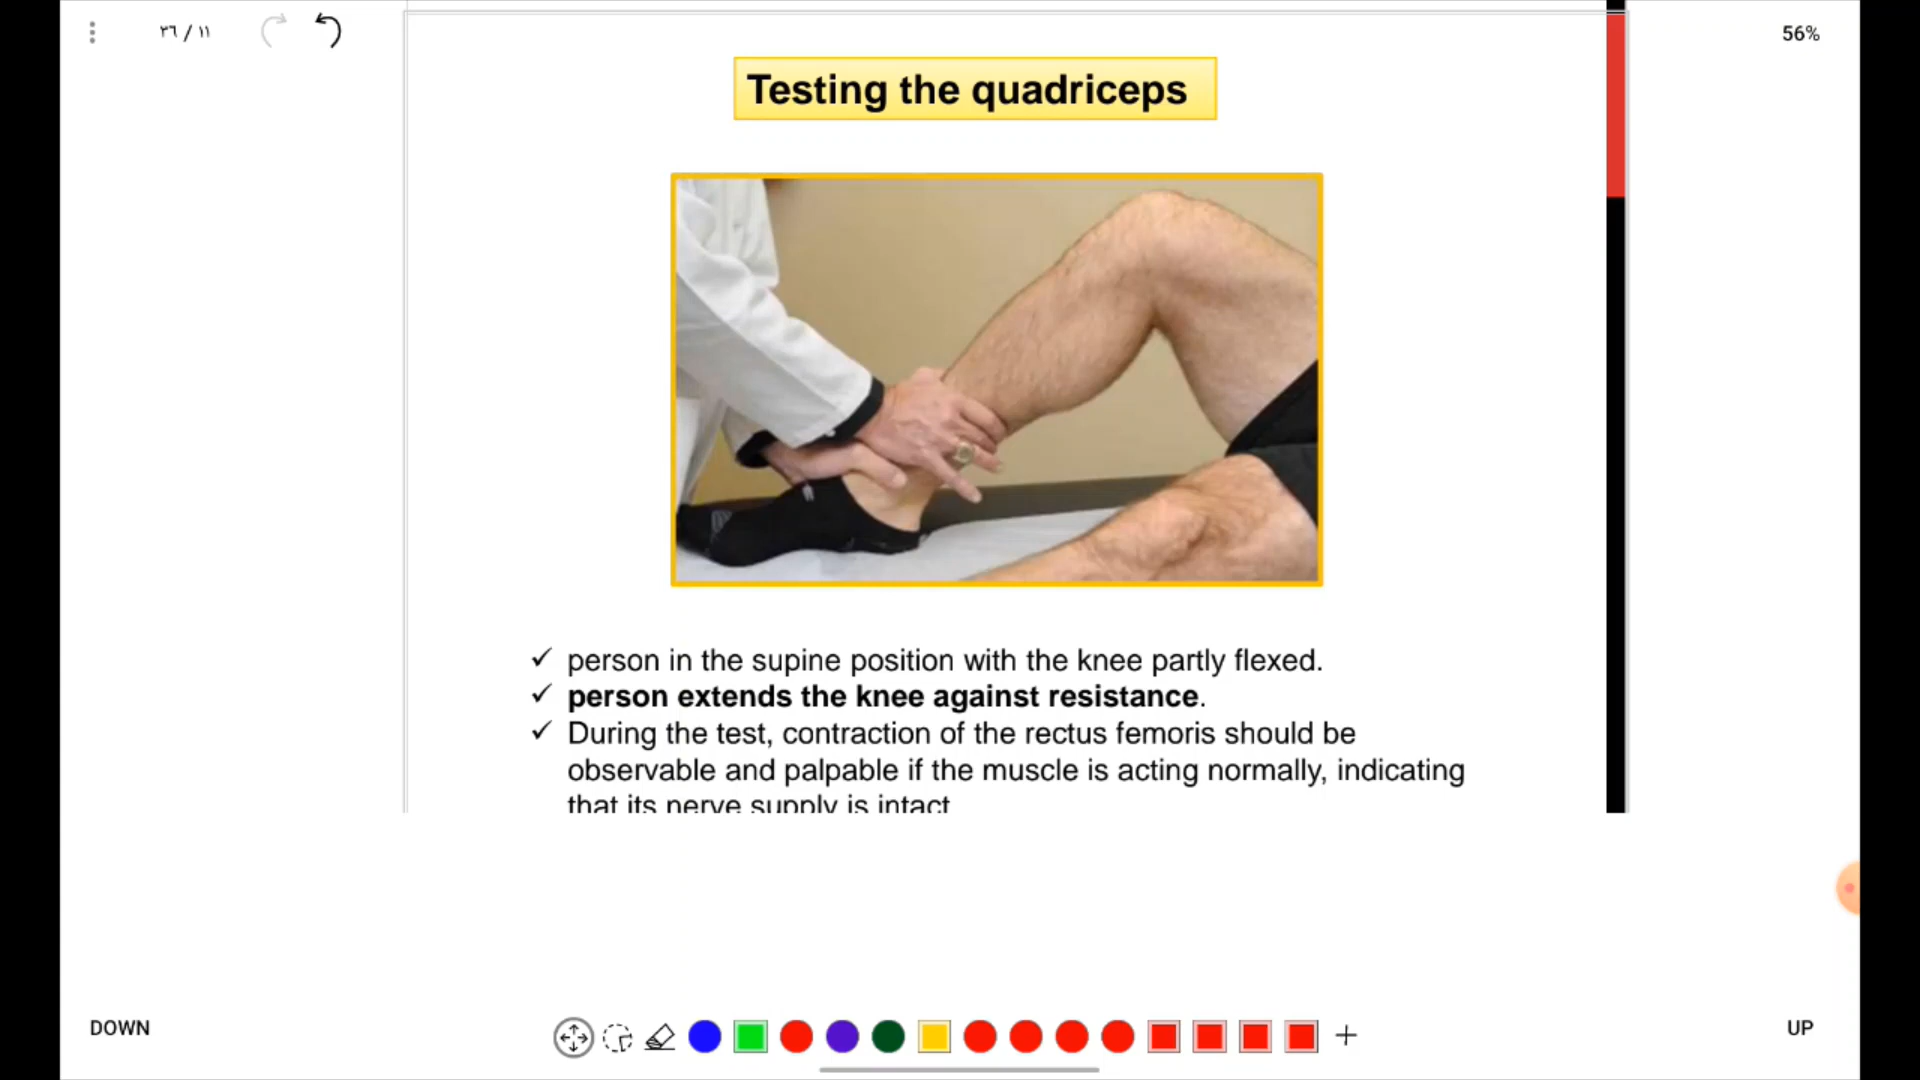 ٣٦ / ١١
56%
Testing the quadriceps
✓ person in the supine position with the knee partly flexed.
✓ person extends the knee against resistance.
✓ During the test, contraction of the rectus femoris should be
observable and palpable if the muscle is acting normally, indicating
that its nerve supply is intact
DOWN
UP